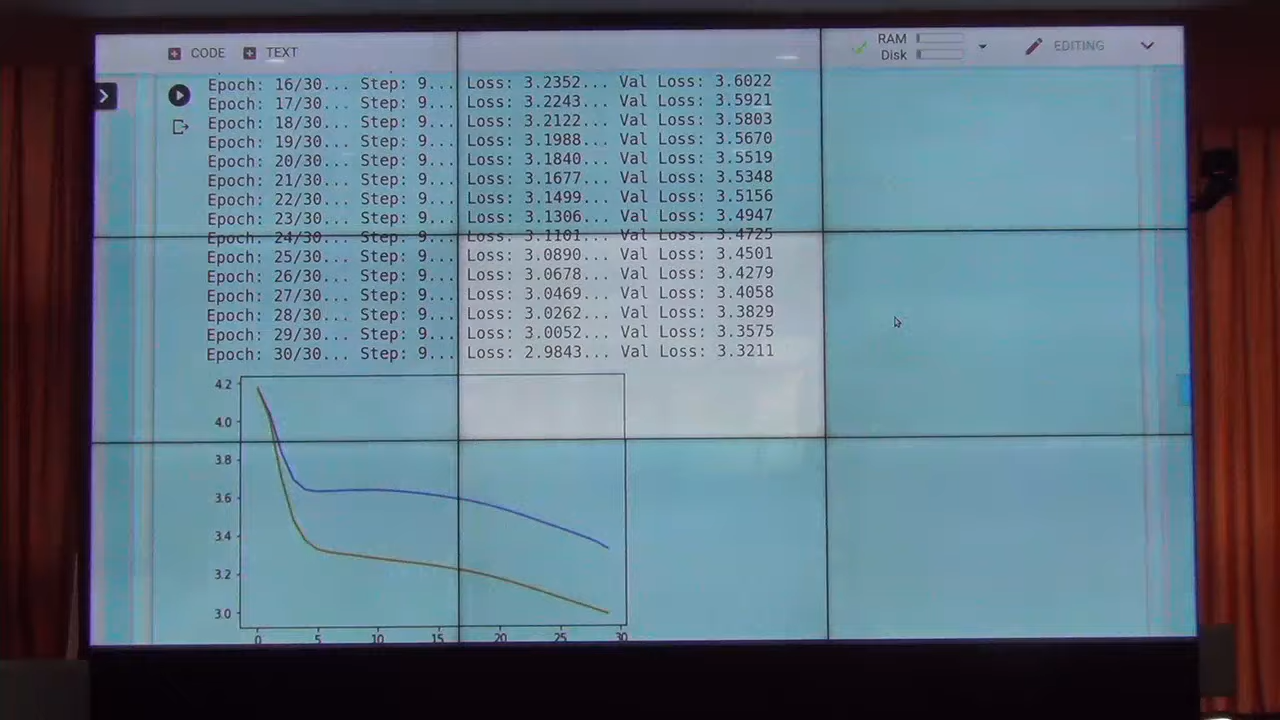 CODE TEXT RAM Disk EDITING
Epoch: 16/30... Step: 9... Loss: 3.2352... Val Loss: 3.6022
Epoch: 17/30... Step: 9... Loss: 3.2243... Val Loss: 3.5921
Epoch: 18/30... Step: 9... Loss: 3.2122... Val Loss: 3.5803
Epoch: 19/30... Step: 9... Loss: 3.1988... Val Loss: 3.5670
Epoch: 20/30... Step: 9... Loss: 3.1840... Val Loss: 3.5519
Epoch: 21/30... Step: 9... Loss: 3.1677... Val Loss: 3.5348
Epoch: 22/30... Step: 9... Loss: 3.1499... Val Loss: 3.5156
Epoch: 23/30... Step: 9... Loss: 3.1306... Val Loss: 3.4947
Epoch: 24/30... Step: 9... Loss: 3.1101... Val Loss: 3.4725
Epoch: 25/30... Step: 9... Loss: 3.0890... Val Loss: 3.4501
Epoch: 26/30... Step: 9... Loss: 3.0678... Val Loss: 3.4279
Epoch: 27/30... Step: 9... Loss: 3.0469... Val Loss: 3.4058
Epoch: 28/30... Step: 9... Loss: 3.0262... Val Loss: 3.3829
Epoch: 29/30... Step: 9... Loss: 3.0052... Val Loss: 3.3575
Epoch: 30/30... Step: 9... Loss: 2.9843... Val Loss: 3.3211
4.2
4.0
3.8
3.6
3.4
3.2
3.0
0 5 10 15 20 25 30